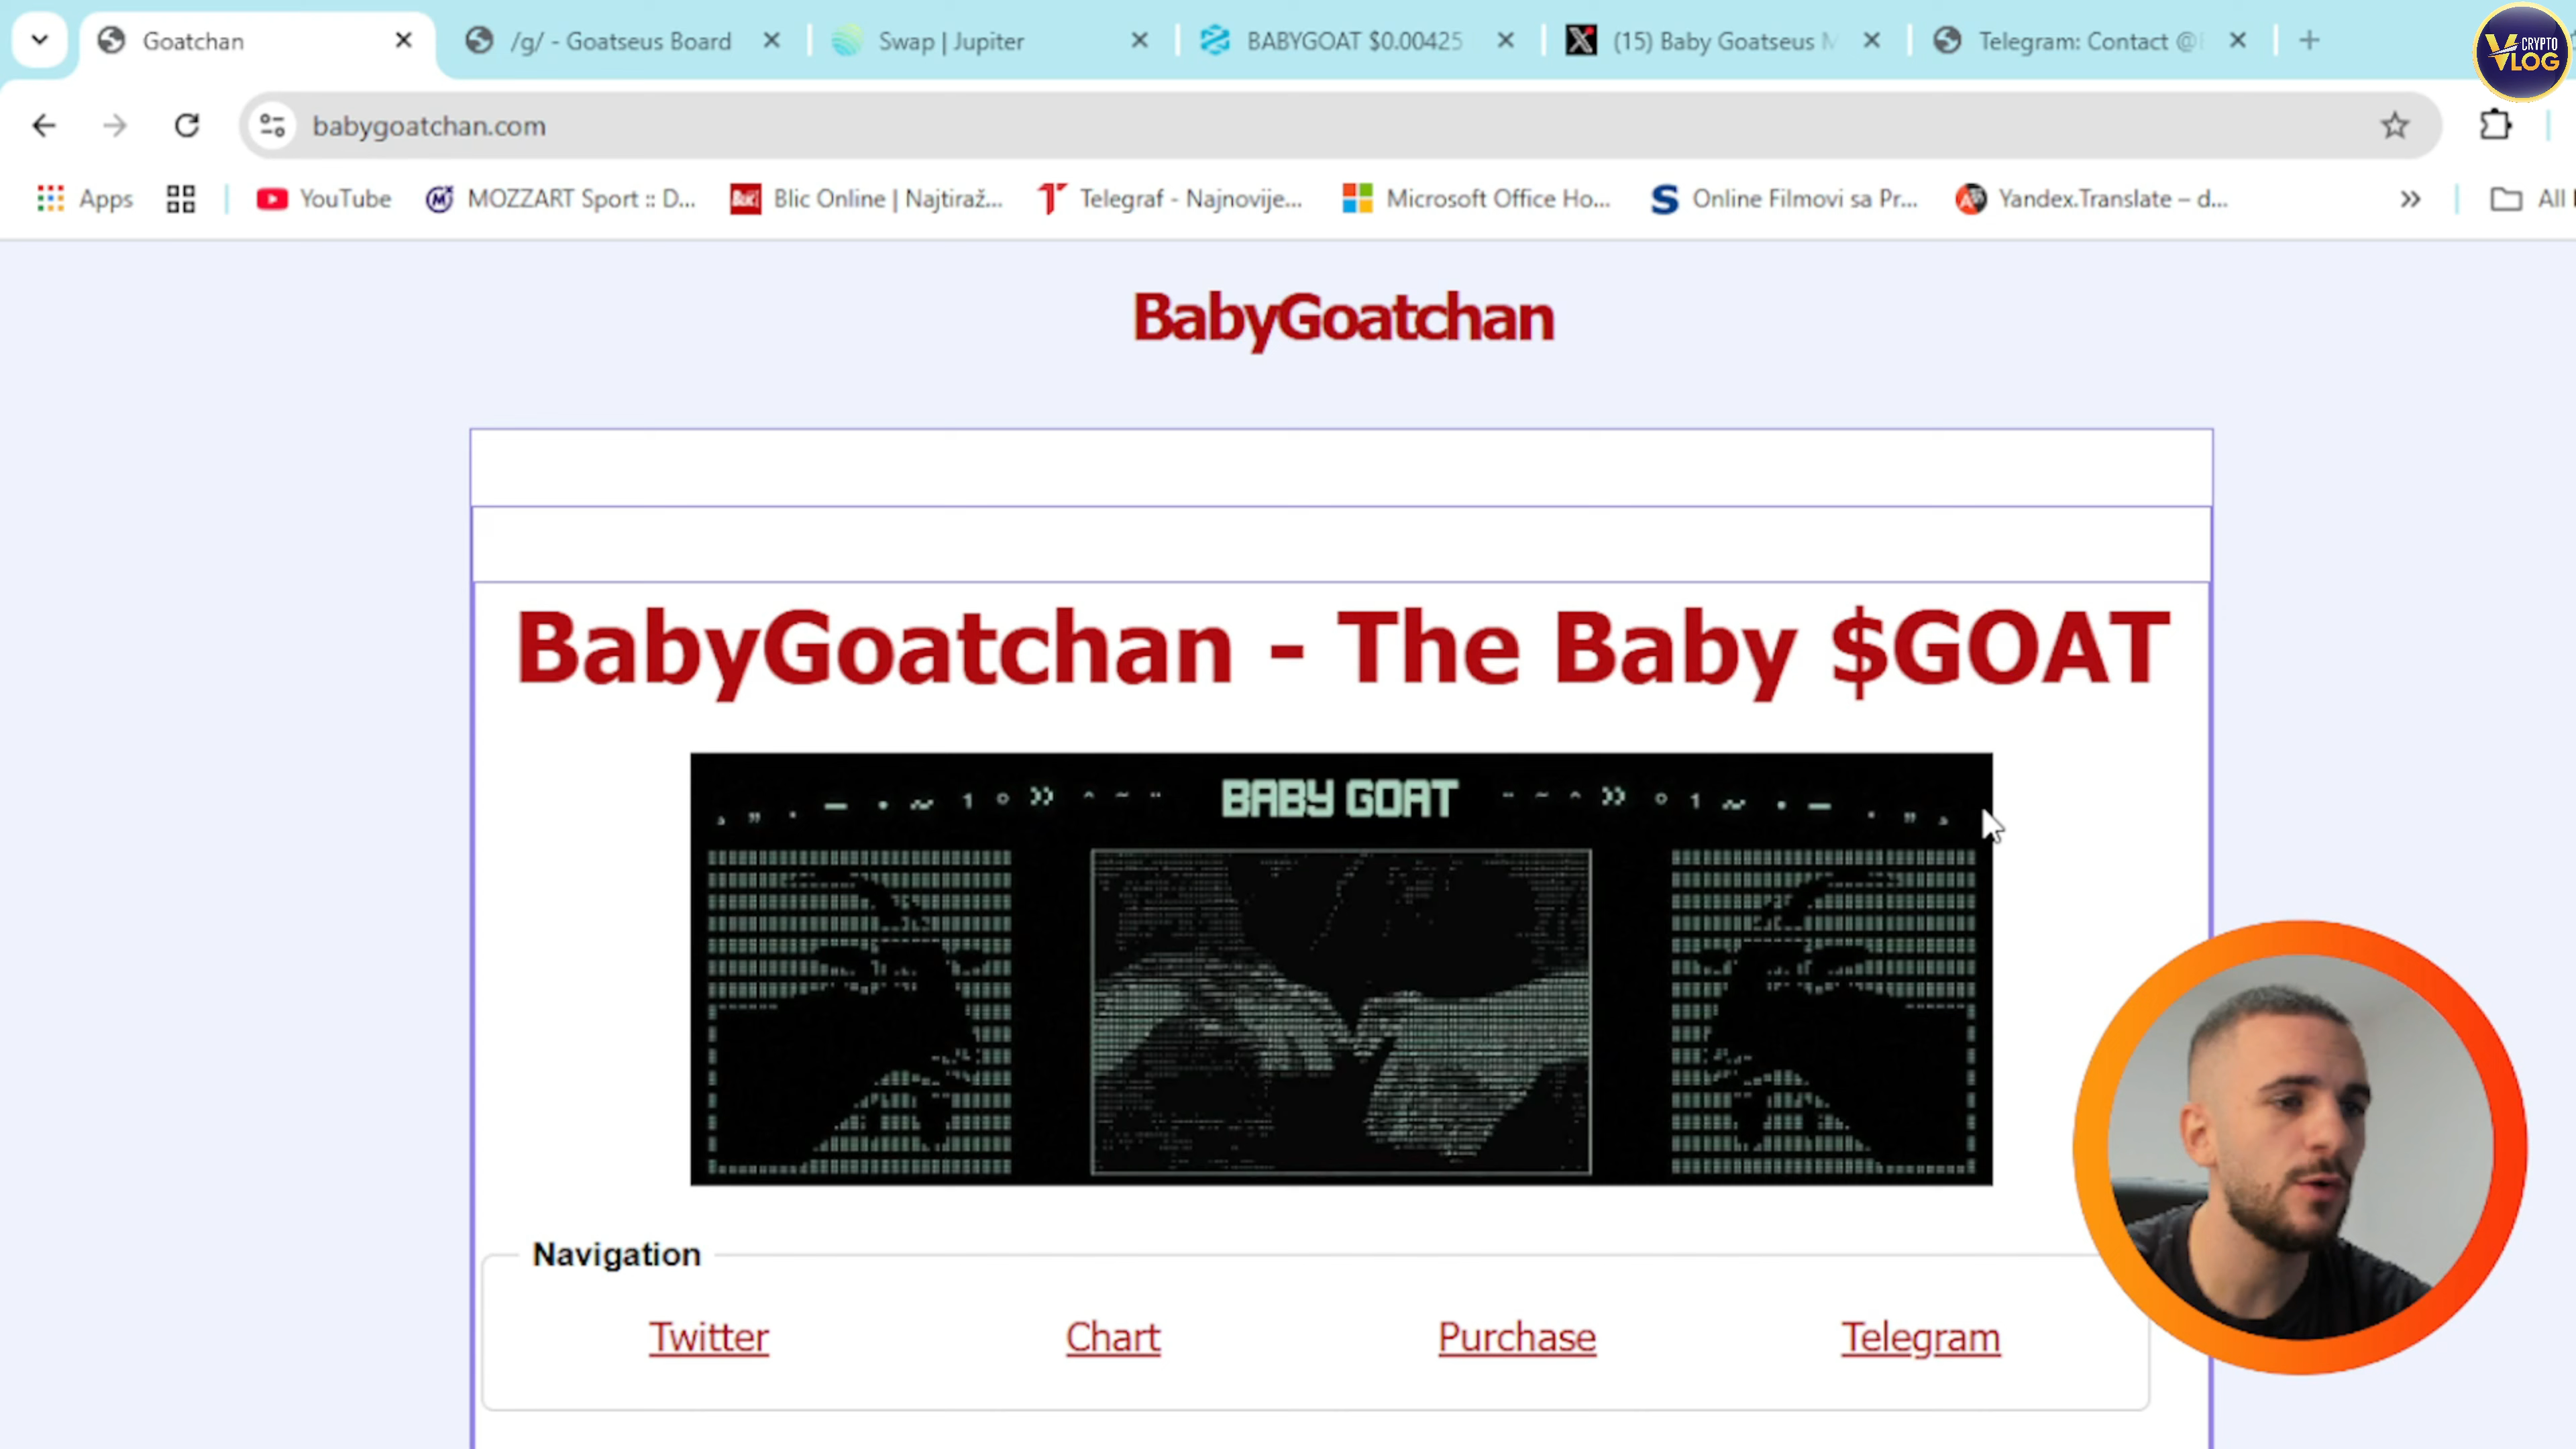 Goatchan
/g/ - Goatseus Board
Swap | Jupiter
BABYGOAT $0.00425
(15) Baby Goatseus M
Telegram: Contact @
CRYPTO
VLOG
babygoatchan.com
Apps
YouTube
MOZZART Sport :: D...
Blic Online | Najtiraž...
Telegraf - Najnovije...
Microsoft Office Ho...
Online Filmovi sa Pr...
Yandex.Translate – d...
All
BabyGoatchan
BabyGoatchan - The Baby $GOAT
BABY GOAT
Navigation
Twitter
Chart
Purchase
Telegram